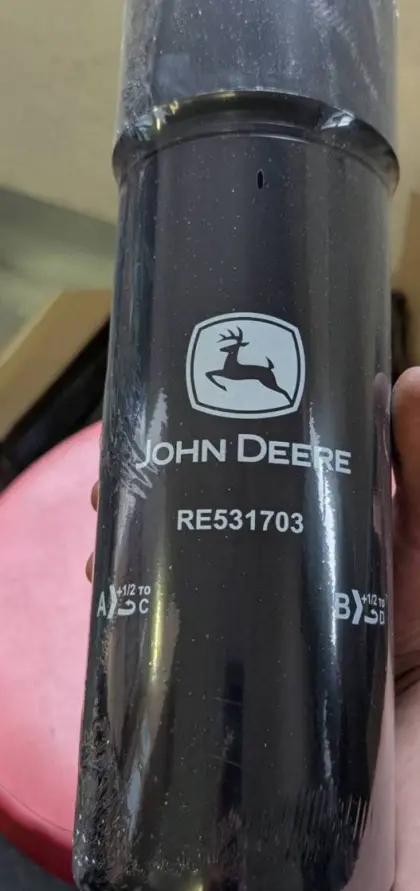 JOHN DEERE
RE531703
A +1/2 TO C
B +1/2 TO D